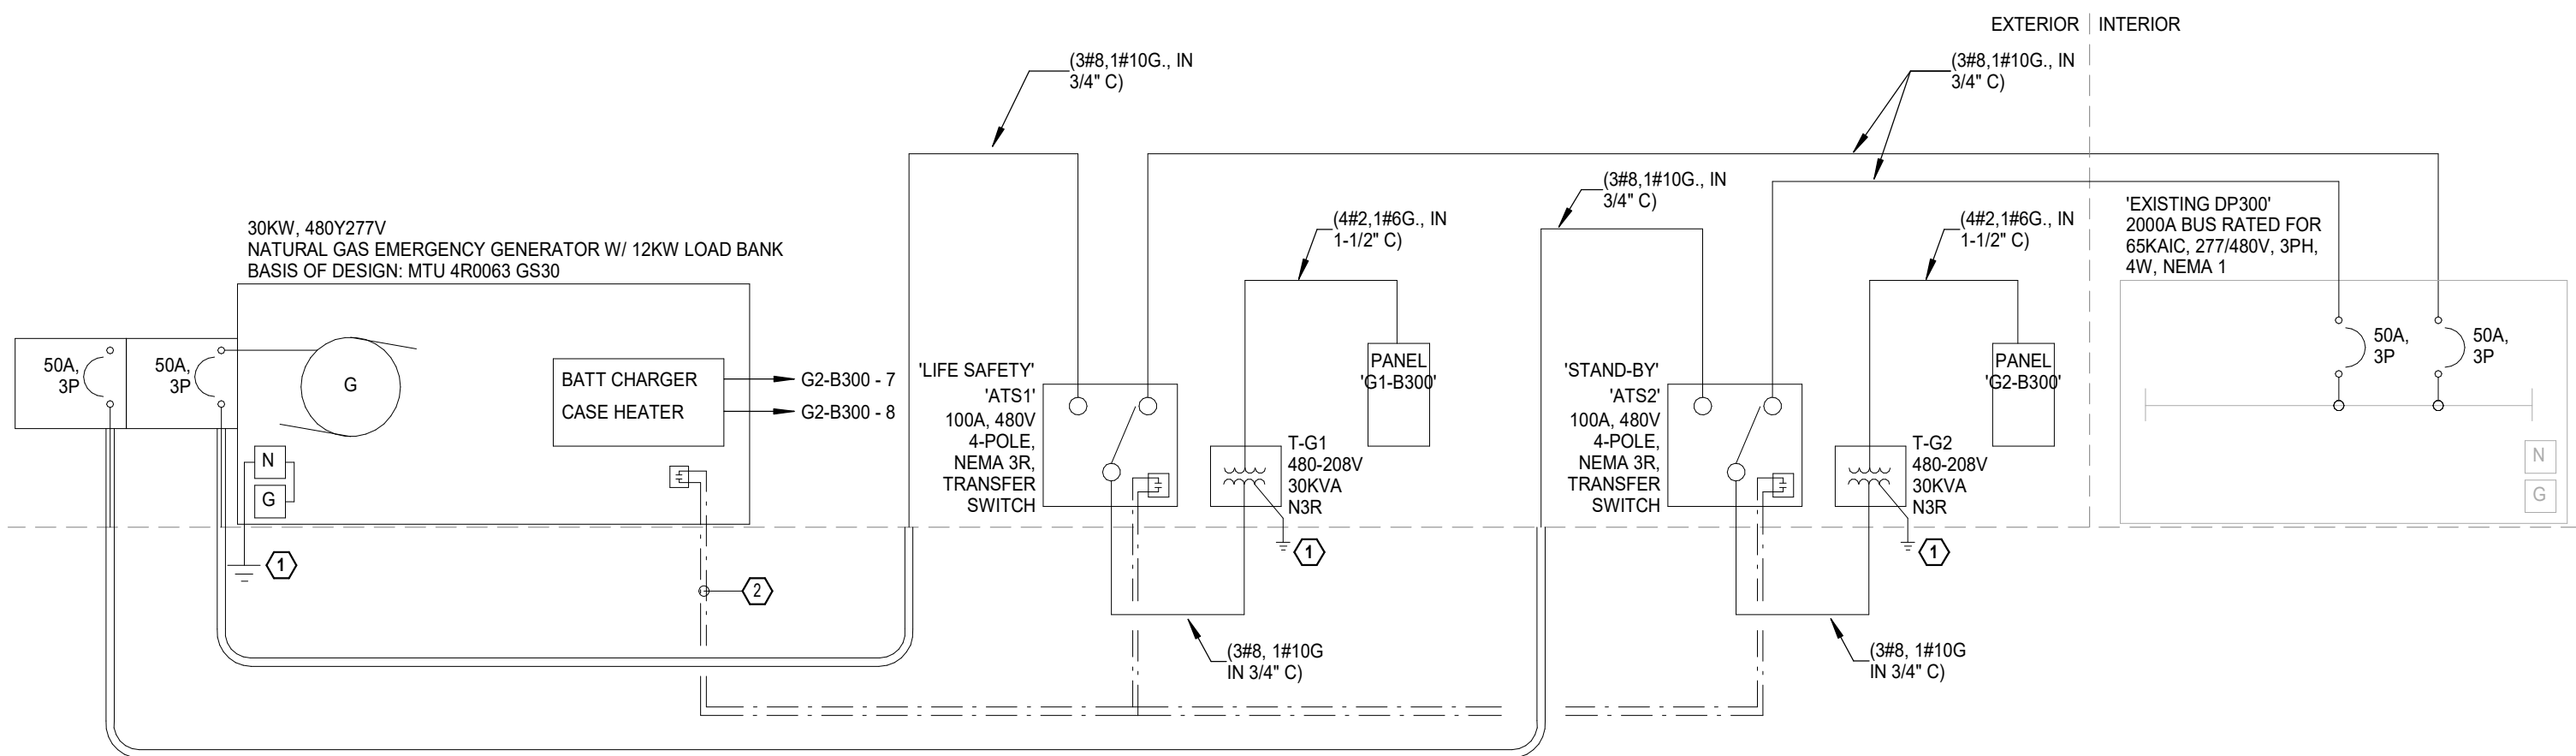 EXTERIOR
INTERIOR
(3#8,1#10G., IN
3/4" C)
(3#8,1#10G., IN
3/4" C)
(3#8,1#10G., IN
3/4" C)
30KW, 480Y277V
NATURAL GAS EMERGENCY GENERATOR W/ 12KW LOAD BANK
BASIS OF DESIGN: MTU 4R0063 GS30
(4#2,1#6G., IN
1-1/2" C)
(4#2,1#6G., IN
1-1/2" C)
'EXISTING DP300'
2000A BUS RATED FOR
65KAIC, 277/480V, 3PH,
4W, NEMA 1
50A,
3P
50A,
3P
G
BATT CHARGER
CASE HEATER
G2-B300 - 7
G2-B300 - 8
N
G
'LIFE SAFETY'
'ATS1'
100A, 480V
4-POLE,
NEMA 3R,
TRANSFER
SWITCH
PANEL
'G1-B300'
T-G1
480-208V
30KVA
N3R
'STAND-BY'
'ATS2'
100A, 480V
4-POLE,
NEMA 3R,
TRANSFER
SWITCH
PANEL
'G2-B300'
T-G2
480-208V
30KVA
N3R
50A,
3P
50A,
3P
N
G
1
1
1
2
(3#8, 1#10G
IN 3/4" C)
(3#8, 1#10G
IN 3/4" C)